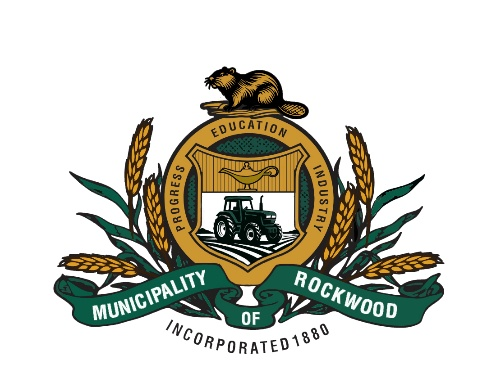 PROGRESS EDUCATION INDUSTRY
MUNICIPALITY OF ROCKWOOD
INCORPORATED 1880